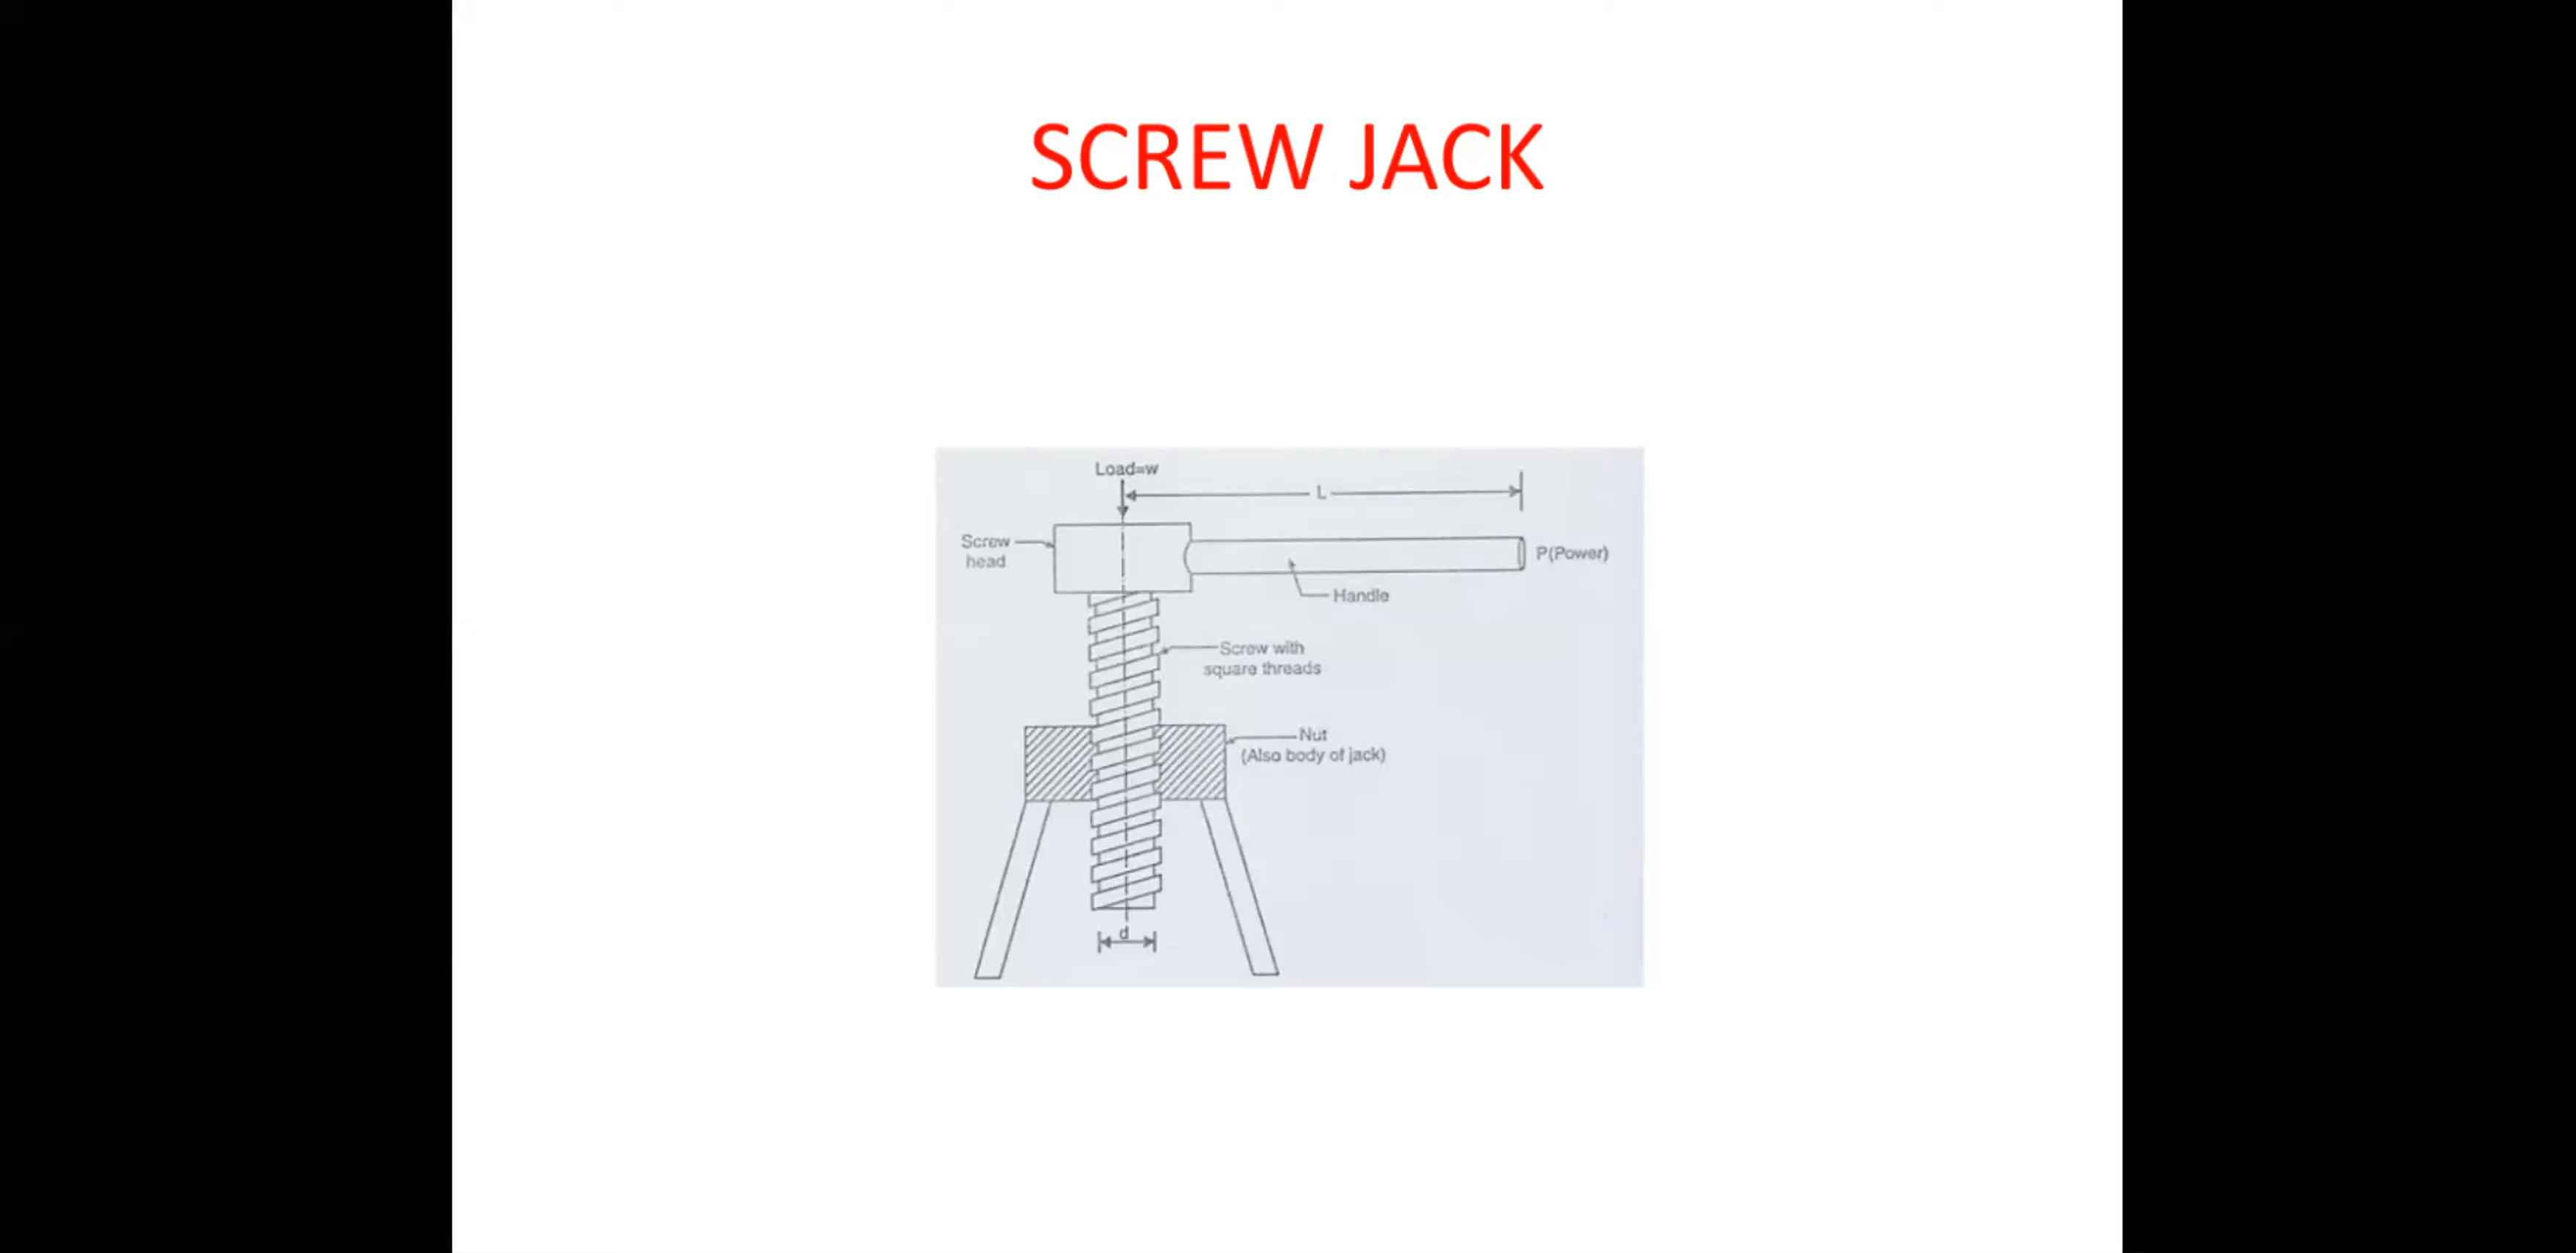 SCREW JACK
Load=w
L
Screw
head
P(Power)
Handle
Screw with
square threads
Nut
(Also body of jack)
d